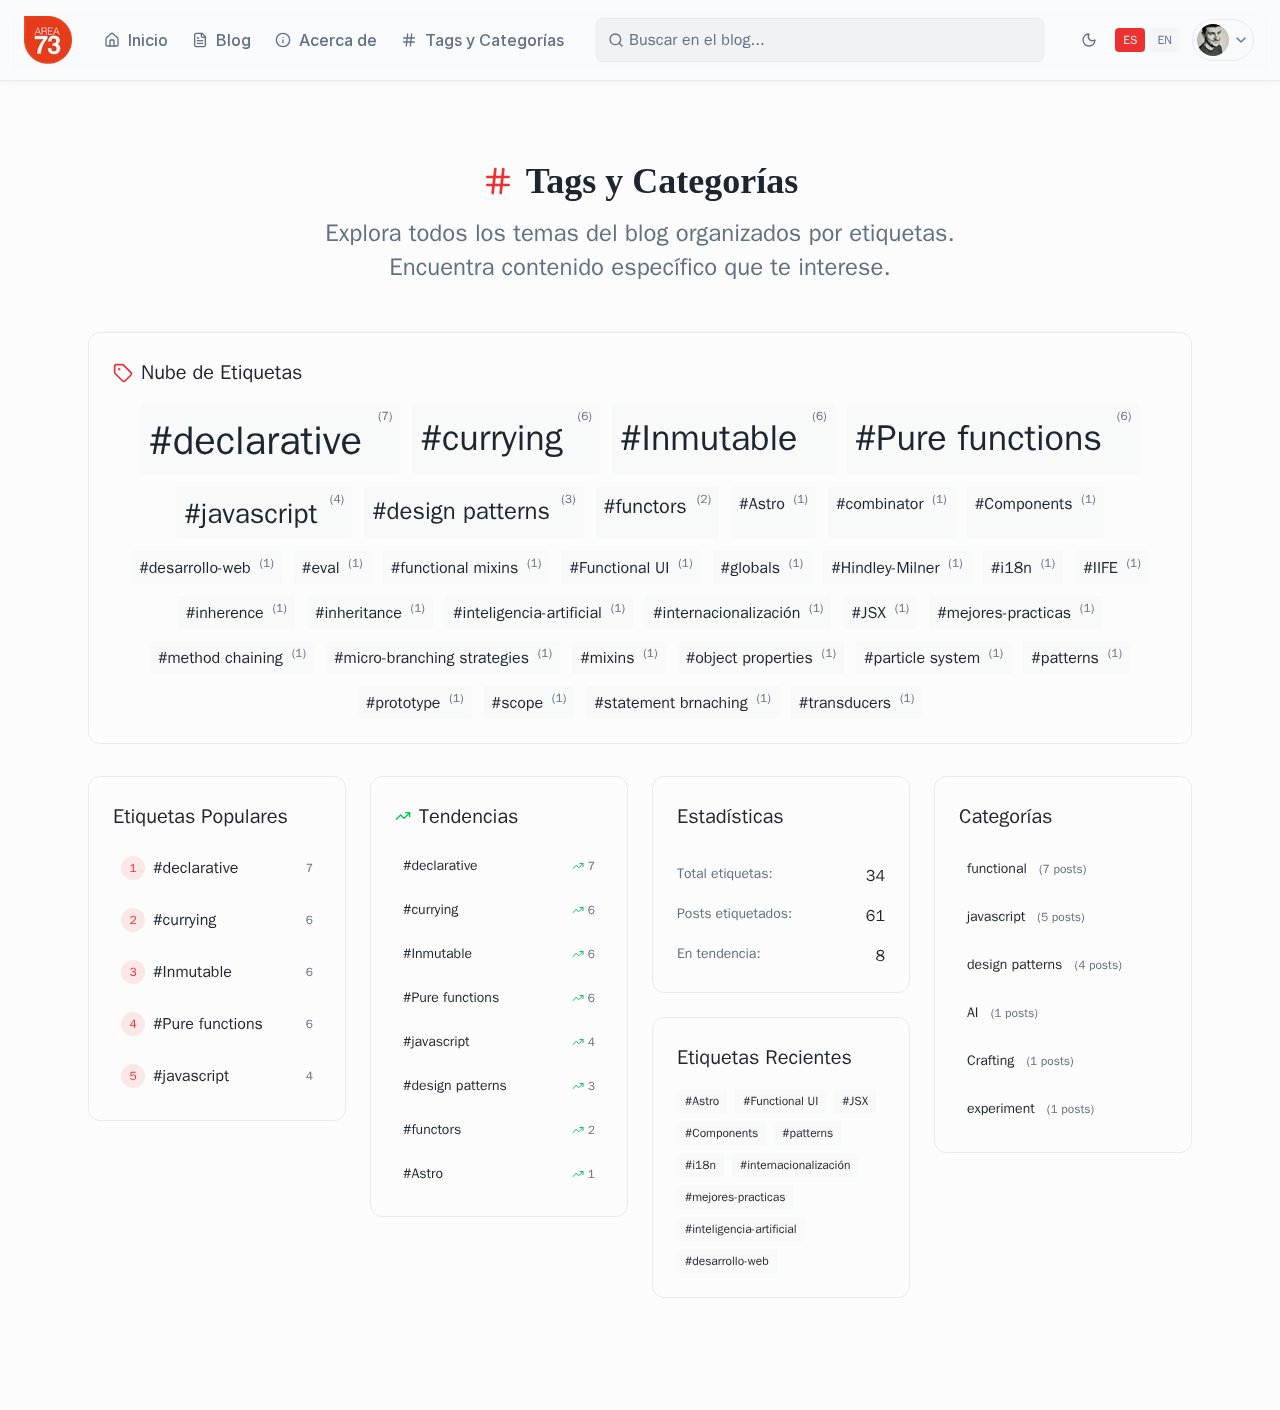 AREA
73
Inicio
Blog
Acerca de
Tags y Categorías
Buscar en el blog...
ES
EN
Tags y Categorías
Explora todos los temas del blog organizados por etiquetas.
Encuentra contenido específico que te interese.
Nube de Etiquetas
#declarative (7) #currying (6) #Inmutable (6) #Pure functions (6)
#javascript (4) #design patterns (3) #functors (2) #Astro (1) #combinator (1) #Components (1)
#desarrollo-web (1) #eval (1) #functional mixins (1) #Functional UI (1) #globals (1) #Hindley-Milner (1) #i18n (1) #IIFE (1)
#inherence (1) #inheritance (1) #inteligencia-artificial (1) #internacionalización (1) #JSX (1) #mejores-practicas (1)
#method chaining (1) #micro-branching strategies (1) #mixins (1) #object properties (1) #particle system (1) #patterns (1)
#prototype (1) #scope (1) #statement brnaching (1) #transducers (1)
Etiquetas Populares
1 #declarative 7
2 #currying 6
3 #Inmutable 6
4 #Pure functions 6
5 #javascript 4
Tendencias
#declarative 7
#currying 6
#Inmutable 6
#Pure functions 6
#javascript 4
#design patterns 3
#functors 2
#Astro 1
Estadísticas
Total etiquetas: 34
Posts etiquetados: 61
En tendencia: 8
Etiquetas Recientes
#Astro #Functional UI #JSX
#Components #patterns
#i18n #internacionalización
#mejores-practicas
#inteligencia-artificial
#desarrollo-web
Categorías
functional (7 posts)
javascript (5 posts)
design patterns (4 posts)
AI (1 posts)
Crafting (1 posts)
experiment (1 posts)